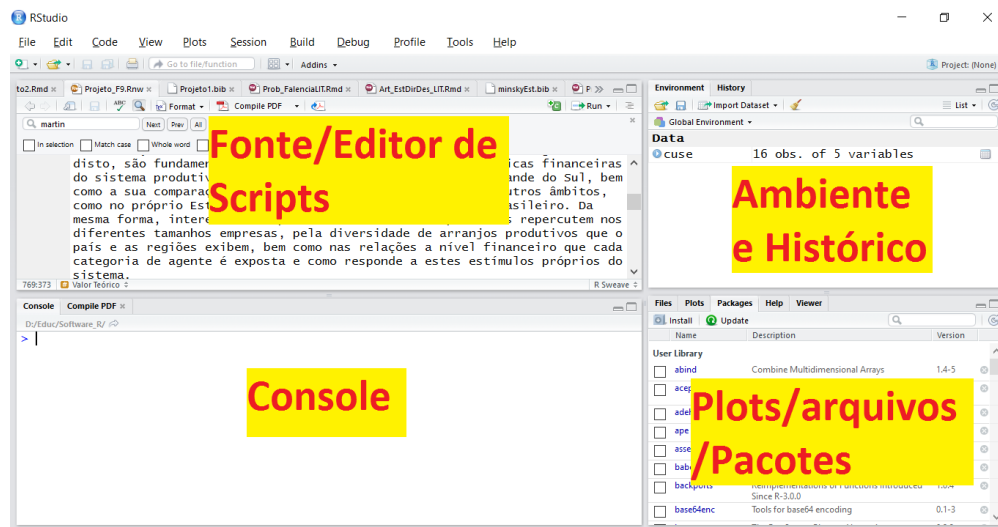 RStudio
File Edit Code View Plots Session Build Debug Profile Tools Help
Go to file/function Addins Project: (None)
to2.Rmd Projeto_F9.Rnw Projeto1.bib Prob_FalenciaLIT.Rmd Art_EstDirDes_LIT.Rmd minskyEst.bib
Format Compile PDF Run
martin Next Prev All
In selection Match case Whole word
Fonte/Editor de
Scripts
disto, são icas financeiras
do sistema ande do Sul, bem
como a sua utros âmbitos,
como no próprio asileiro. Da
mesma forma, repercutem nos
diferentes tamanhos empresas, pela diversidade de arranjos produtivos que o
país e as regiões exibem, bem como nas relações a nível financeiro que cada
categoria de agente é exposta e como responde a estes estímulos próprios do
sistema.
769:373 Valor Teórico R Sweave
Console Compile PDF
D:/Educ/Software_R/
>
Console
Environment History
Import Dataset List
Global Environment
Data
cuse 16 obs. of 5 variables
Ambiente
e Histórico
Files Plots Packages Help Viewer
Install Update
Name Description Version
User Library
abind Combine Multidimensional Arrays 1.4-5
ape
backports Reimplementations of Functions Introduced
Since R-3.0.0
base64enc Tools for base64 encoding 0.1-3
Plots/arquivos
/Pacotes